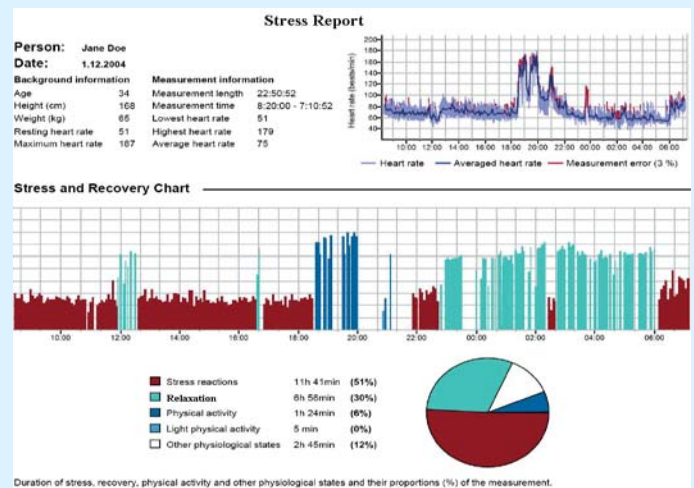 Stress Report
Person: Jane Doe
Date: 1.12.2004
Background information Measurement information
Age 34 Measurement length 22:50:52
Height (cm) 168 Measurement time 8:20:00 - 7:10:52
Weight (kg) 65 Lowest heart rate 51
Resting heart rate 51 Highest heart rate 179
Maximum heart rate 187 Average heart rate 75
Heart rate (beats/min)
200
180
160
140
120
100
80
60
40
10:00 12:00 14:00 16:00 18:00 20:00 22:00 00:00 02:00 04:00 06:00
Heart rate Averaged heart rate Measurement error (3 %)
Stress and Recovery Chart
10:00 12:00 14:00 16:00 18:00 20:00 22:00 00:00 02:00 04:00 06:00
Stress reactions 11h 41min (51%)
Relaxation 6h 56min (30%)
Physical activity 1h 24min (6%)
Light physical activity 5 min (0%)
Other physiological states 2h 45min (12%)
Duration of stress, recovery, physical activity and other physiological states and their proportions (%) of the measurement.